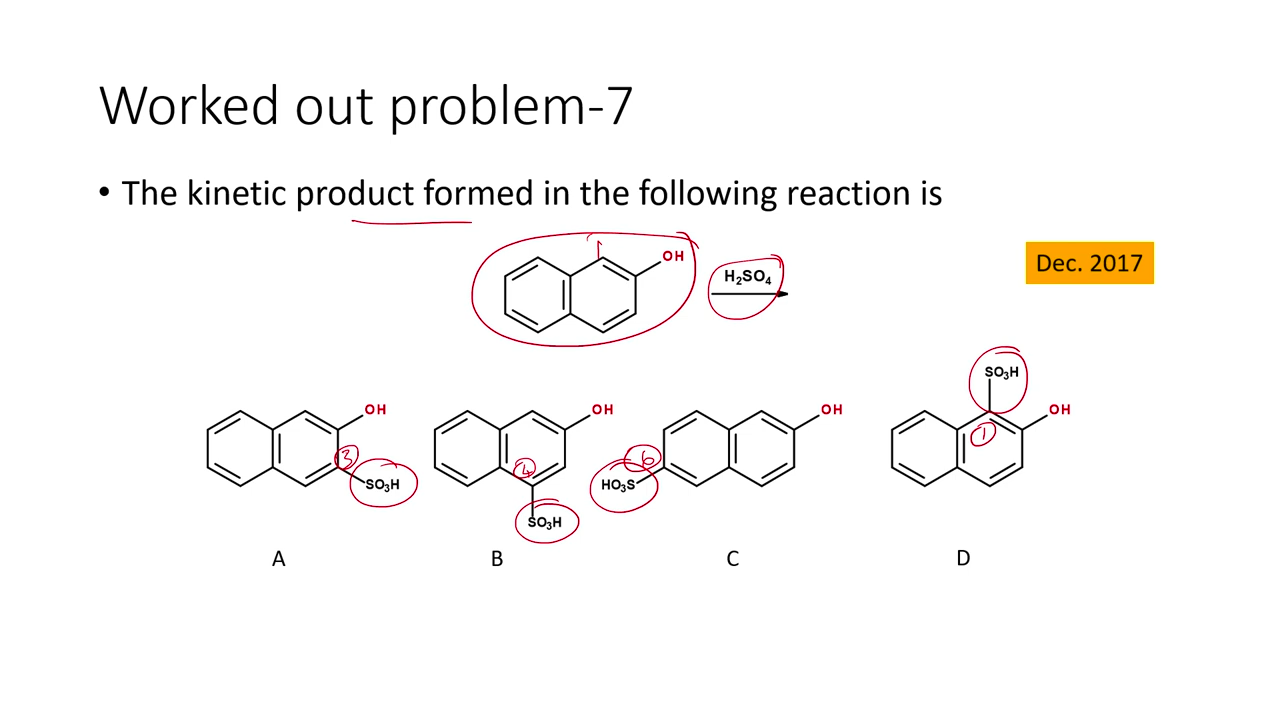 Worked out problem-7
• The kinetic product formed in the following reaction is
1
OH
H₂SO₄
Dec. 2017
OH
3
SO₃H
OH
4
SO₃H
OH
6
HO₃S
SO₃H
1
OH
A
B
C
D